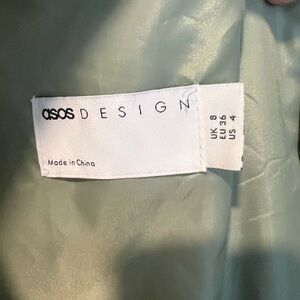 asos DESIGN
Made in China
UK 8
EU 36
US 4